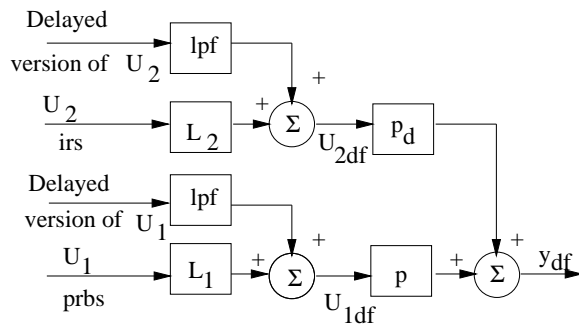 Delayed
version of U2
lpf
+
U2
irs
L2
+
Σ
U2df
pd
Delayed
version of U1
lpf
+
U1
prbs
L1
+
Σ
U1df
p
+
+
Σ
ydf